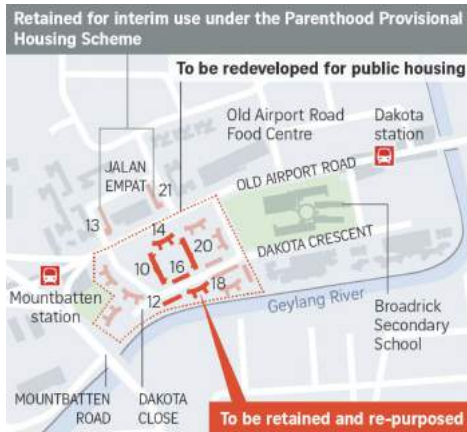 Retained for interim use under the Parenthood Provisional
Housing Scheme
To be redeveloped for public housing
Old Airport Road
Food Centre
Dakota
station
JALAN
EMPAT
21
OLD AIRPORT ROAD
13
14
20
DAKOTA CRESCENT
10
16
12
18
Mountbatten
station
Geylang River
Broadrick
Secondary
School
MOUNTBATTEN
ROAD
DAKOTA
CLOSE
To be retained and re-purposed